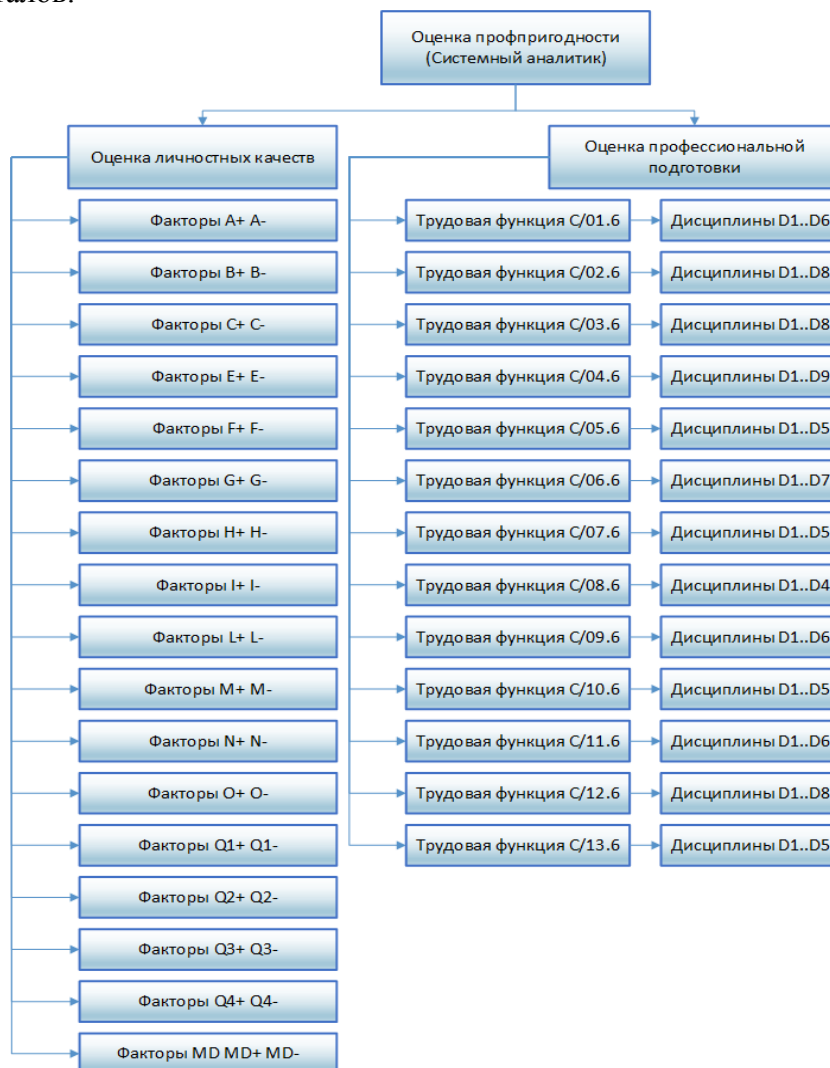 Оценка профпригодности
(Системный аналитик)
Оценка личностных качеств
Факторы A+ A-
Факторы B+ B-
Факторы C+ C-
Факторы E+ E-
Факторы F+ F-
Факторы G+ G-
Факторы H+ H-
Факторы I+ I-
Факторы L+ L-
Факторы M+ M-
Факторы N+ N-
Факторы O+ O-
Факторы Q1+ Q1-
Факторы Q2+ Q2-
Факторы Q3+ Q3-
Факторы Q4+ Q4-
Факторы MD MD+ MD-
Оценка профессиональной
подготовки
Трудовая функция C/01.6
Дисциплины D1..D6
Трудовая функция C/02.6
Дисциплины D1..D8
Трудовая функция C/03.6
Дисциплины D1..D8
Трудовая функция C/04.6
Дисциплины D1..D9
Трудовая функция C/05.6
Дисциплины D1..D5
Трудовая функция C/06.6
Дисциплины D1..D7
Трудовая функция C/07.6
Дисциплины D1..D5
Трудовая функция C/08.6
Дисциплины D1..D4
Трудовая функция C/09.6
Дисциплины D1..D6
Трудовая функция C/10.6
Дисциплины D1..D5
Трудовая функция C/11.6
Дисциплины D1..D6
Трудовая функция C/12.6
Дисциплины D1..D8
Трудовая функция C/13.6
Дисциплины D1..D5